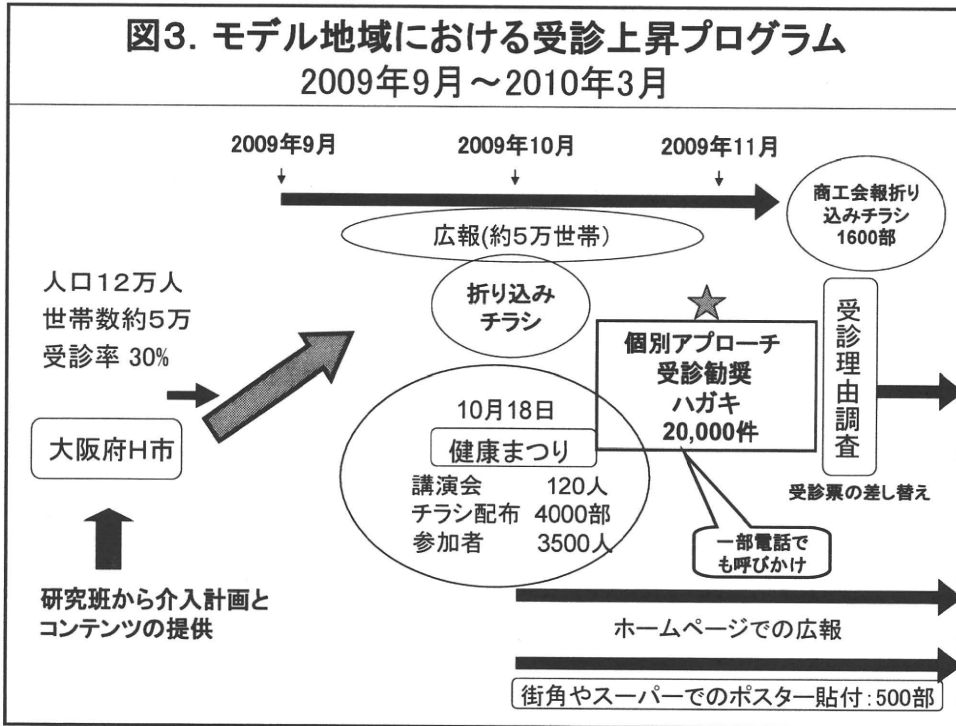 図3. モデル地域における受診上昇プログラム
2009年9月～2010年3月
2009年9月
2009年10月
2009年11月
商工会報折り
込みチラシ
1600部
広報(約5万世帯)
人口12万人
世帯数約5万
受診率 30%
折り込み
チラシ
個別アプローチ
受診勧奨
ハガキ
20,000件
受診理由調査
受診票の差し替え
大阪府H市
10月18日
健康まつり
講演会 120人
チラシ配布 4000部
参加者 3500人
一部電話で
も呼びかけ
研究班から介入計画と
コンテンツの提供
ホームページでの広報
街角やスーパーでのポスター貼付:500部